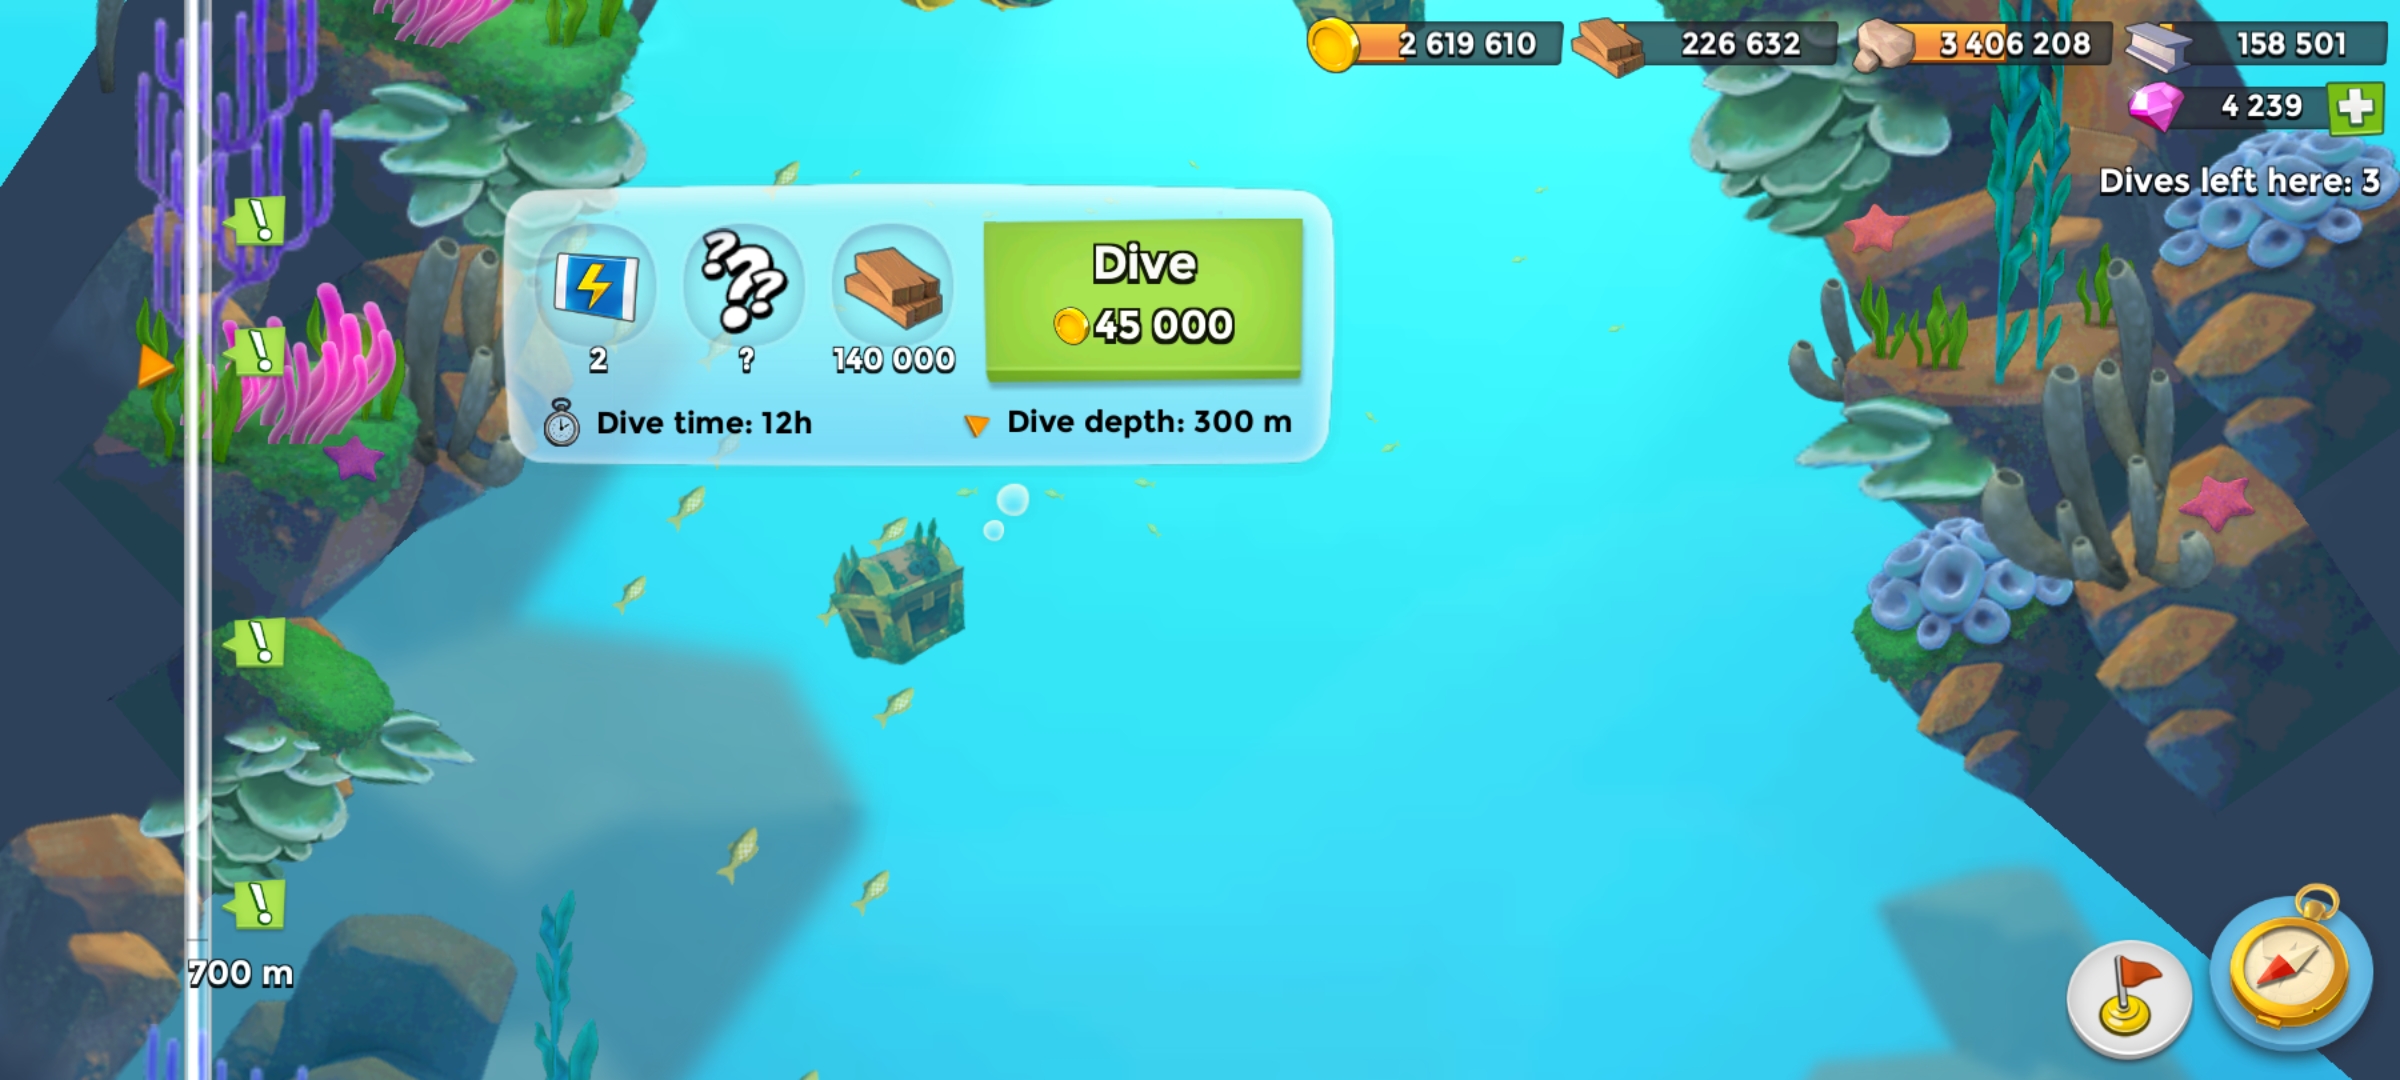 2 619 610
226 632
3 406 208
158 501
4 239
Dives left here: 3
???
Dive
45 000
2
?
140 000
Dive time: 12h
Dive depth: 300 m
!
!
!
!
700 m